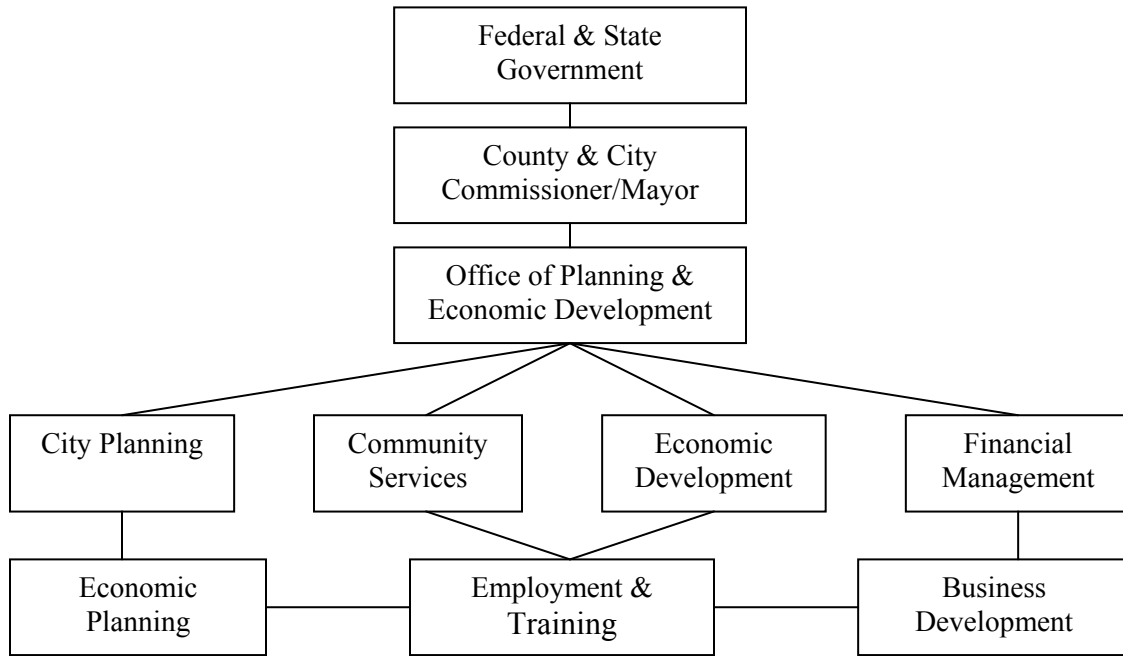 Federal & State
Government
County & City
Commissioner/Mayor
Office of Planning &
Economic Development
City Planning
Community
Services
Economic
Development
Financial
Management
Economic
Planning
Employment &
Training
Business
Development